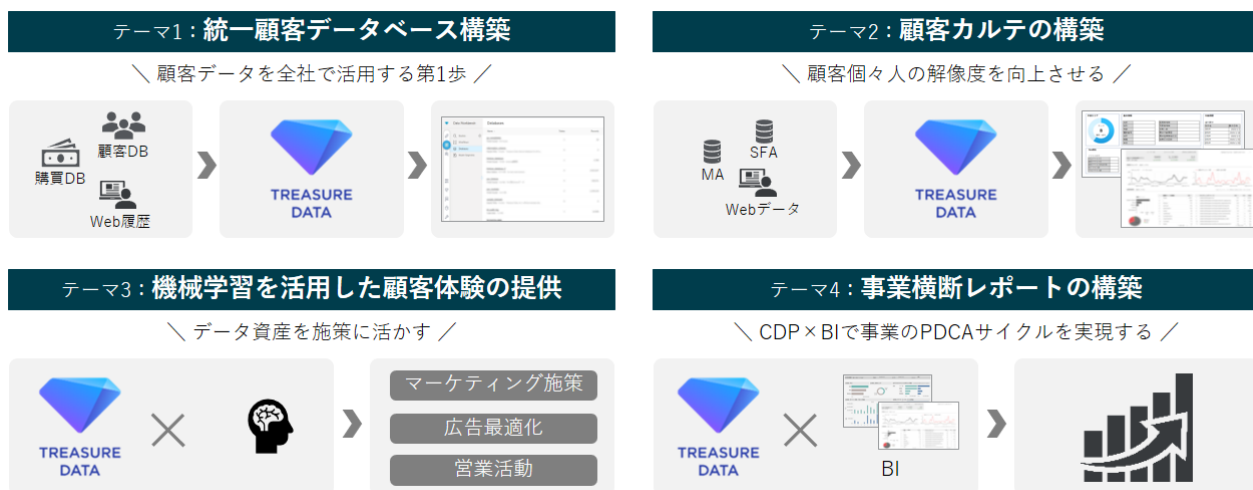 テーマ1：統一顧客データベース構築
＼ 顧客データを全社で活用する第1歩 ／
顧客DB
購買DB
Web履歴
TREASURE
DATA
テーマ2：顧客カルテの構築
＼ 顧客個々人の解像度を向上させる ／
SFA
MA
Webデータ
TREASURE
DATA
テーマ3：機械学習を活用した顧客体験の提供
＼ データ資産を施策に活かす ／
TREASURE
DATA
マーケティング施策
広告最適化
営業活動
テーマ4：事業横断レポートの構築
＼ CDP×BIで事業のPDCAサイクルを実現する ／
TREASURE
DATA
BI